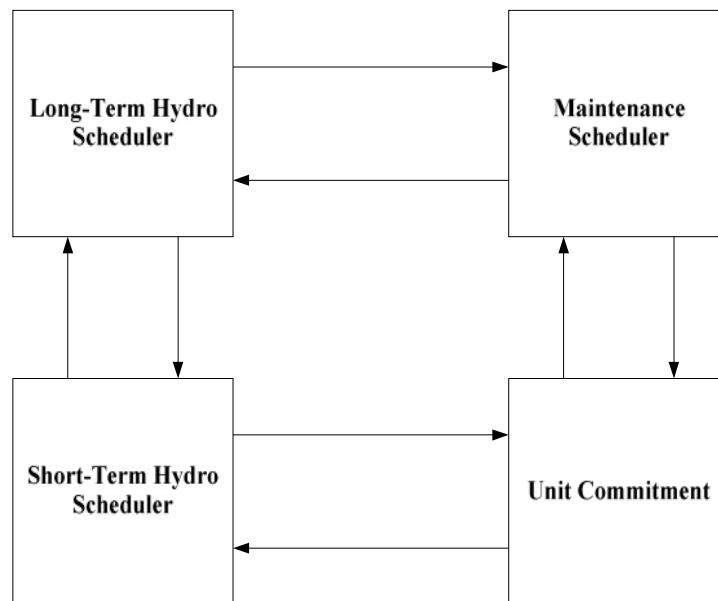 Long-Term Hydro
Scheduler
Maintenance
Scheduler
Short-Term Hydro
Scheduler
Unit Commitment